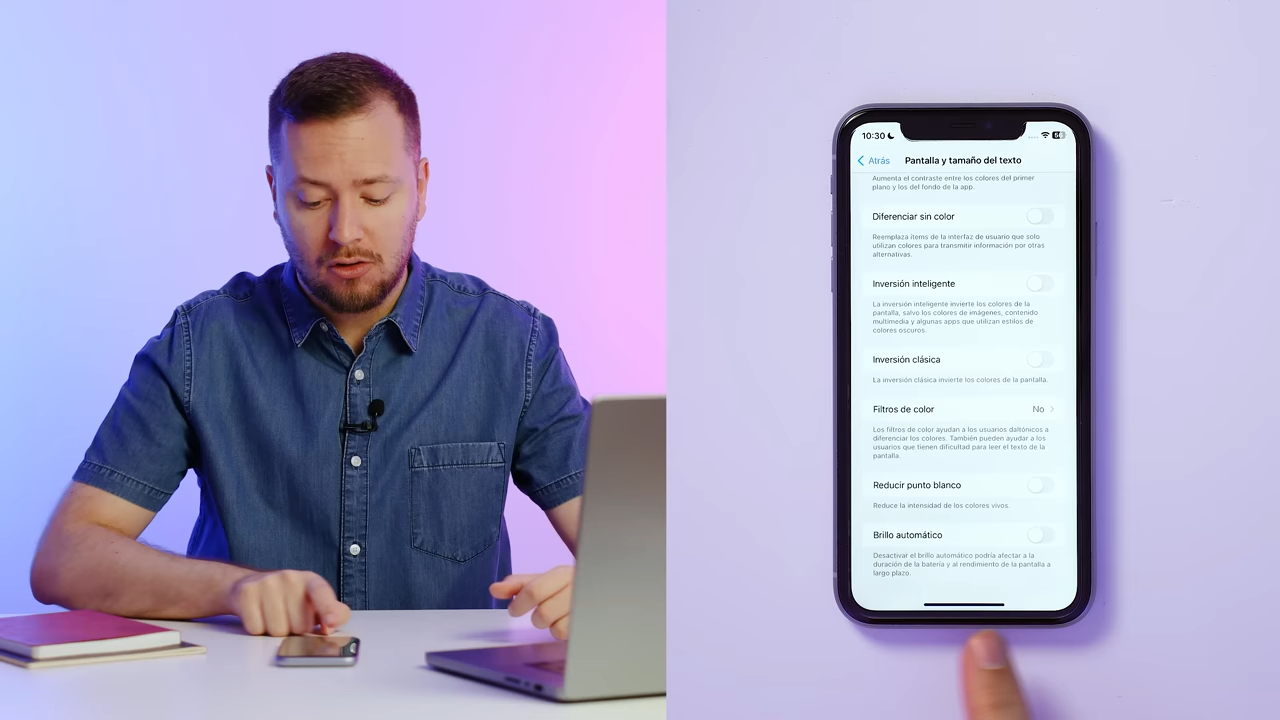 10:30
Atrás
Pantalla y tamaño del texto
Aumenta el contraste entre los colores del primer
plano y los del fondo de la app.
Diferenciar sin color
Reemplaza ítems de la interfaz de usuario que solo
utilizan colores para transmitir información por otras
alternativas.
Inversión inteligente
La inversión inteligente invierte los colores de la
pantalla, salvo los colores de imágenes, contenido
multimedia y algunas apps que utilizan estilos de
colores oscuros.
Inversión clásica
La inversión clásica invierte los colores de la pantalla.
Filtros de color
No
Los filtros de color ayudan a los usuarios daltónicos a
diferenciar los colores. También pueden ayudar a los
usuarios que tienen dificultad para leer el texto de la
pantalla.
Reducir punto blanco
Reduce la intensidad de los colores vivos.
Brillo automático
Desactivar el brillo automático podría afectar a la
duración de la batería y al rendimiento de la pantalla a
largo plazo.